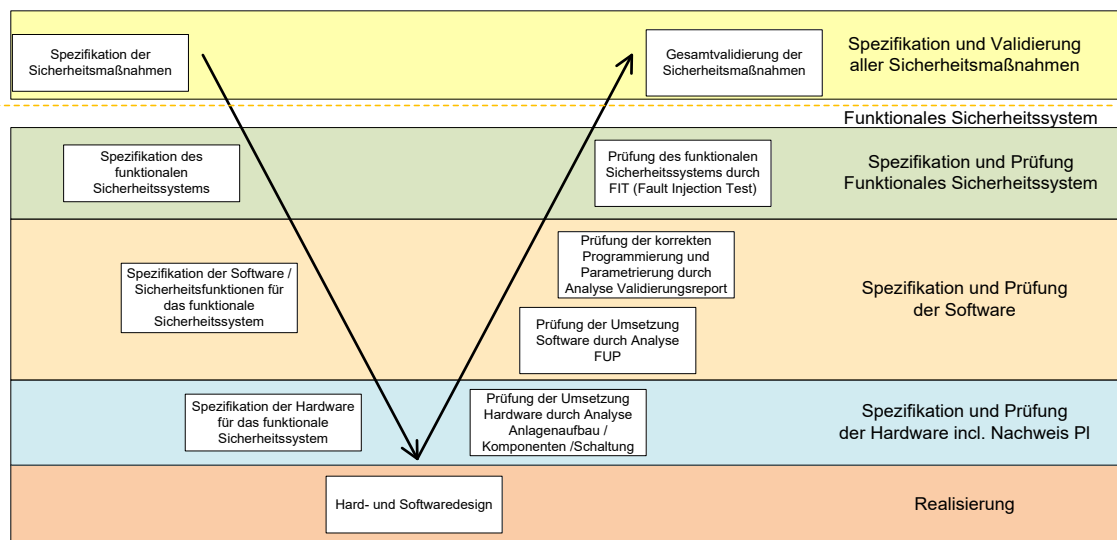 Spezifikation der
Sicherheitsmaßnahmen
Gesamtvalidierung der
Sicherheitsmaßnahmen
Spezifikation und Validierung
aller Sicherheitsmaßnahmen
Funktionales Sicherheitssystem
Spezifikation des
funktionalen
Sicherheitssystems
Prüfung des funktionalen
Sicherheitssystems durch
FIT (Fault Injection Test)
Spezifikation und Prüfung
Funktionales Sicherheitssystem
Spezifikation der Software /
Sicherheitsfunktionen für
das funktionale
Sicherheitssystem
Prüfung der korrekten
Programmierung und
Parametrierung durch
Analyse Validierungsreport
Prüfung der Umsetzung
Software durch Analyse
FUP
Spezifikation und Prüfung
der Software
Spezifikation der Hardware
für das funktionale
Sicherheitssystem
Prüfung der Umsetzung
Hardware durch Analyse
Anlagenaufbau /
Komponenten /Schaltung
Spezifikation und Prüfung
der Hardware incl. Nachweis Pl
Hard- und Softwaredesign
Realisierung